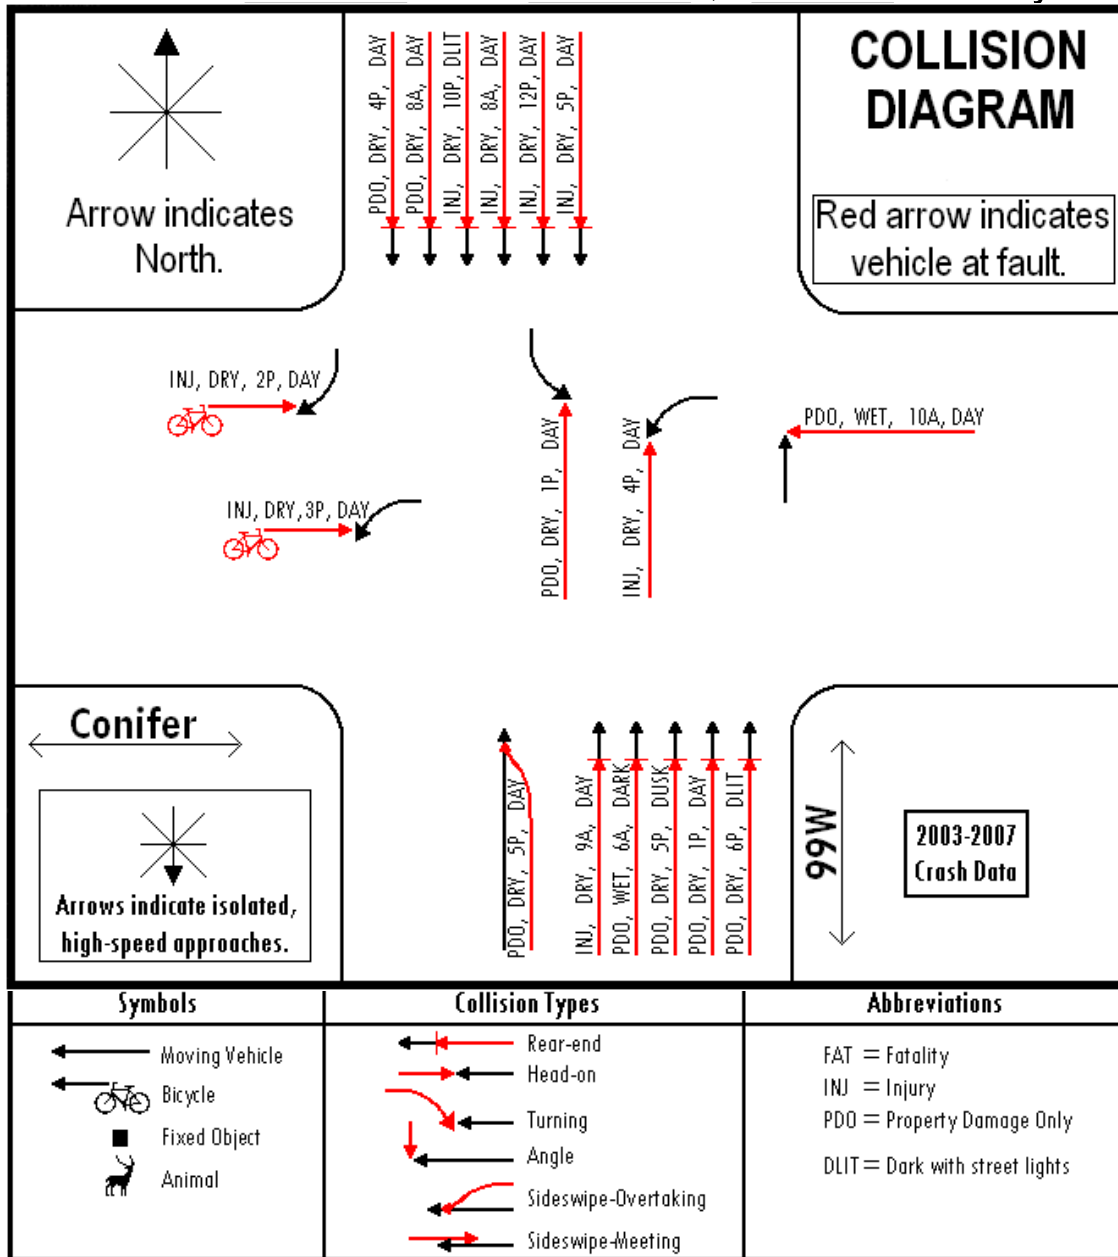 COLLISION
DIAGRAM
Arrow indicates
North.
Red arrow indicates
vehicle at fault.
PDO, DRY, 4P, DAY
PDO, DRY, 8A, DAY
INJ, DRY, 10P, DLIT
INJ, DRY, 8A, DAY
INJ, DRY, 12P, DAY
INJ, DRY, 5P, DAY
INJ, DRY, 2P, DAY
INJ, DRY, 3P, DAY
PDO, DRY, 1P, DAY
INJ, DRY, 4P, DAY
PDO, WET, 10A, DAY
Conifer
Arrows indicate isolated,
high-speed approaches.
PDO, DRY, 5P, DAY
INJ, DRY, 9A, DAY
PDO, WET, 6A, DARK
PDO, DRY, 5P, DUSK
PDO, DRY, 1P, DAY
PDO, DRY, 6P, DLIT
99W
2003-2007
Crash Data
Symbols
Moving Vehicle
Bicycle
Fixed Object
Animal
Collision Types
Rear-end
Head-on
Turning
Angle
Sideswipe-Overtaking
Sideswipe-Meeting
Abbreviations
FAT = Fatality
INJ = Injury
PDO = Property Damage Only
DLIT = Dark with street lights